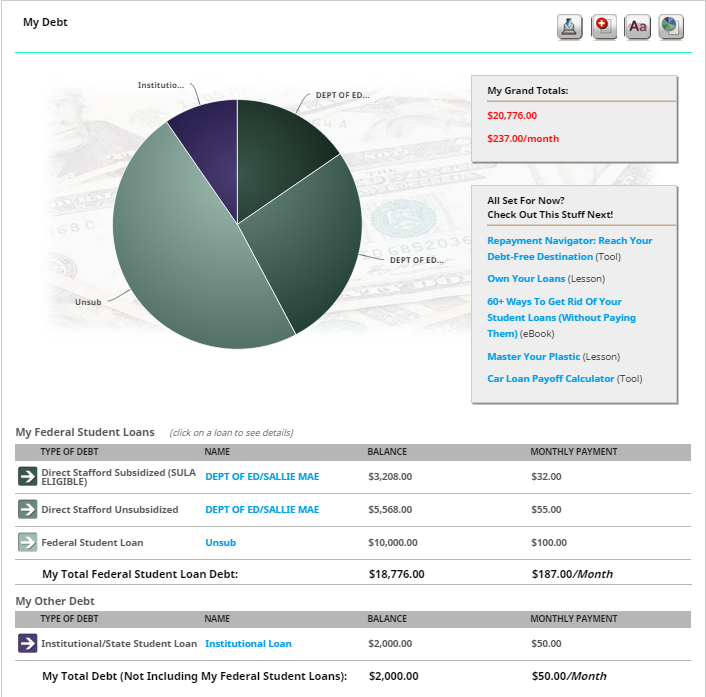 My Debt
Aa
Institutio...
DEPT OF ED...
DEPT OF ED...
Unsub
My Grand Totals:
$20,776.00
$237.00/month
All Set For Now?
Check Out This Stuff Next!
Repayment Navigator: Reach Your
Debt-Free Destination (Tool)
Own Your Loans (Lesson)
60+ Ways To Get Rid Of Your
Student Loans (Without Paying
Them) (eBook)
Master Your Plastic (Lesson)
Car Loan Payoff Calculator (Tool)
My Federal Student Loans (click on a loan to see details)
TYPE OF DEBT NAME BALANCE MONTHLY PAYMENT
Direct Stafford Subsidized (SULA
ELIGIBLE) DEPT OF ED/SALLIE MAE $3,208.00 $32.00
Direct Stafford Unsubsidized DEPT OF ED/SALLIE MAE $5,568.00 $55.00
Federal Student Loan Unsub $10,000.00 $100.00
My Total Federal Student Loan Debt: $18,776.00 $187.00/Month
My Other Debt
TYPE OF DEBT NAME BALANCE MONTHLY PAYMENT
Institutional/State Student Loan Institutional Loan $2,000.00 $50.00
My Total Debt (Not Including My Federal Student Loans): $2,000.00 $50.00/Month